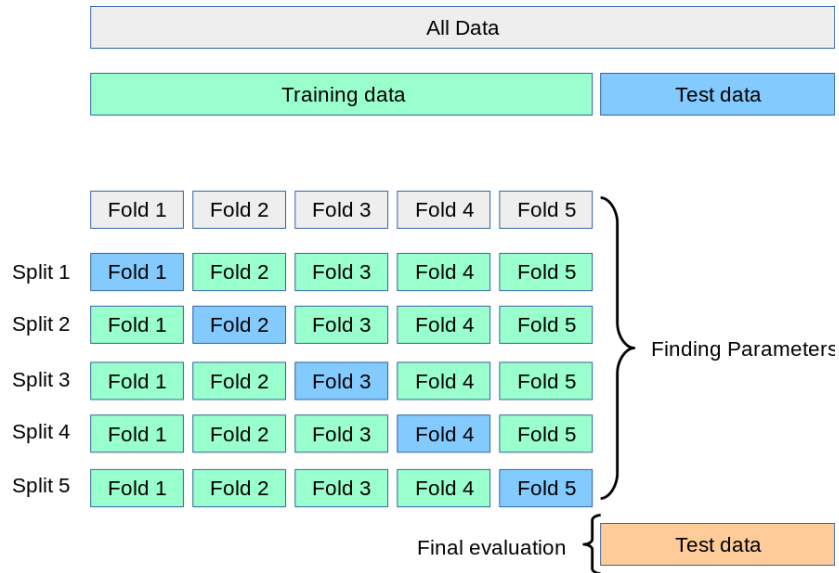 All Data
Training data Test data
Fold 1 Fold 2 Fold 3 Fold 4 Fold 5
Split 1 Fold 1 Fold 2 Fold 3 Fold 4 Fold 5
Split 2 Fold 1 Fold 2 Fold 3 Fold 4 Fold 5
Finding Parameters
Split 3 Fold 1 Fold 2 Fold 3 Fold 4 Fold 5
Split 4 Fold 1 Fold 2 Fold 3 Fold 4 Fold 5
Split 5 Fold 1 Fold 2 Fold 3 Fold 4 Fold 5
Final evaluation Test data